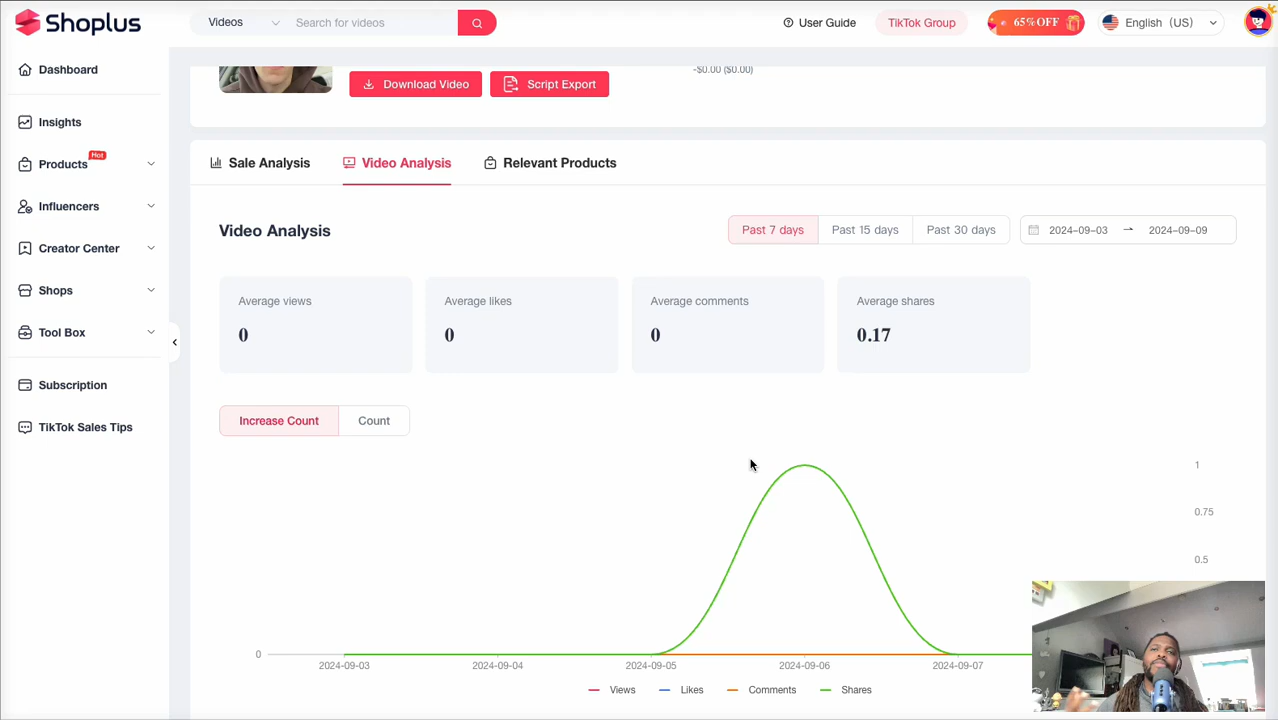 Shoplus
Videos
Search for videos
User Guide
TikTok Group
65%OFF
English (US)
Dashboard
Insights
Products
Hot
Influencers
Creator Center
Shops
Tool Box
Subscription
TikTok Sales Tips
-$0.00 ($0.00)
Download Video
Script Export
Sale Analysis
Video Analysis
Relevant Products
Video Analysis
Past 7 days
Past 15 days
Past 30 days
2024-09-03
2024-09-09
Average views
0
Average likes
0
Average comments
0
Average shares
0.17
Increase Count
Count
1
0.75
0.5
0
2024-09-03
2024-09-04
2024-09-05
2024-09-06
2024-09-07
Views
Likes
Comments
Shares